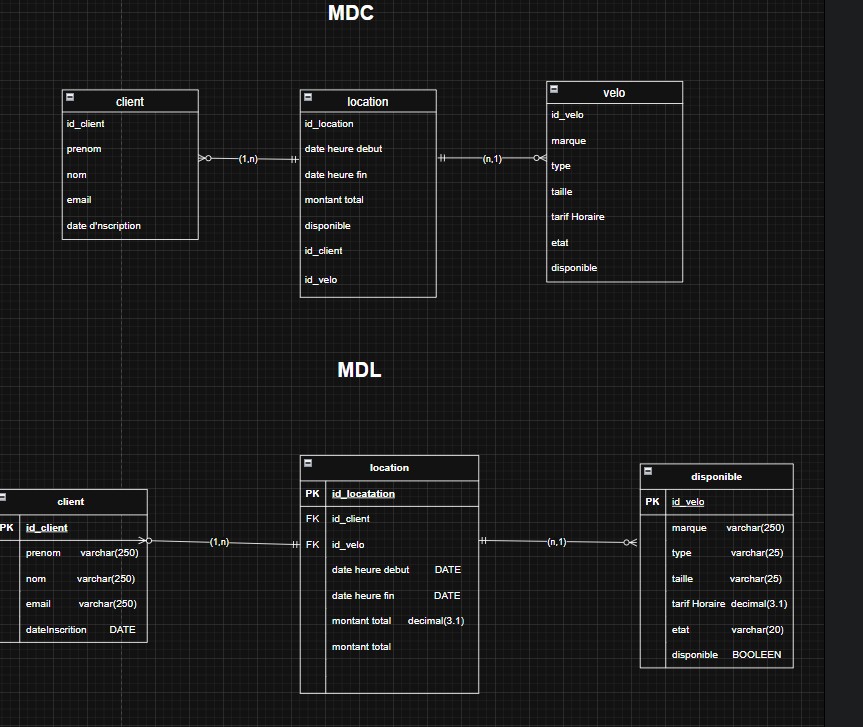 MDC
client
id_client
prenom
nom
email
date d'nscription
(1,n)
location
id_location
date heure debut
date heure fin
montant total
disponible
id_client
id_velo
(n,1)
velo
id_velo
marque
type
taille
tarif Horaire
etat
disponible
MDL
client
PK id_client
prenom varchar(250)
nom varchar(250)
email varchar(250)
dateInscrition DATE
(1,n)
location
PK id_locatation
FK id_client
FK id_velo
date heure debut DATE
date heure fin DATE
montant total decimal(3.1)
montant total
(n,1)
disponible
PK id_velo
marque varchar(250)
type varchar(25)
taille varchar(25)
tarif Horaire decimal(3.1)
etat varchar(20)
disponible BOOLEEN